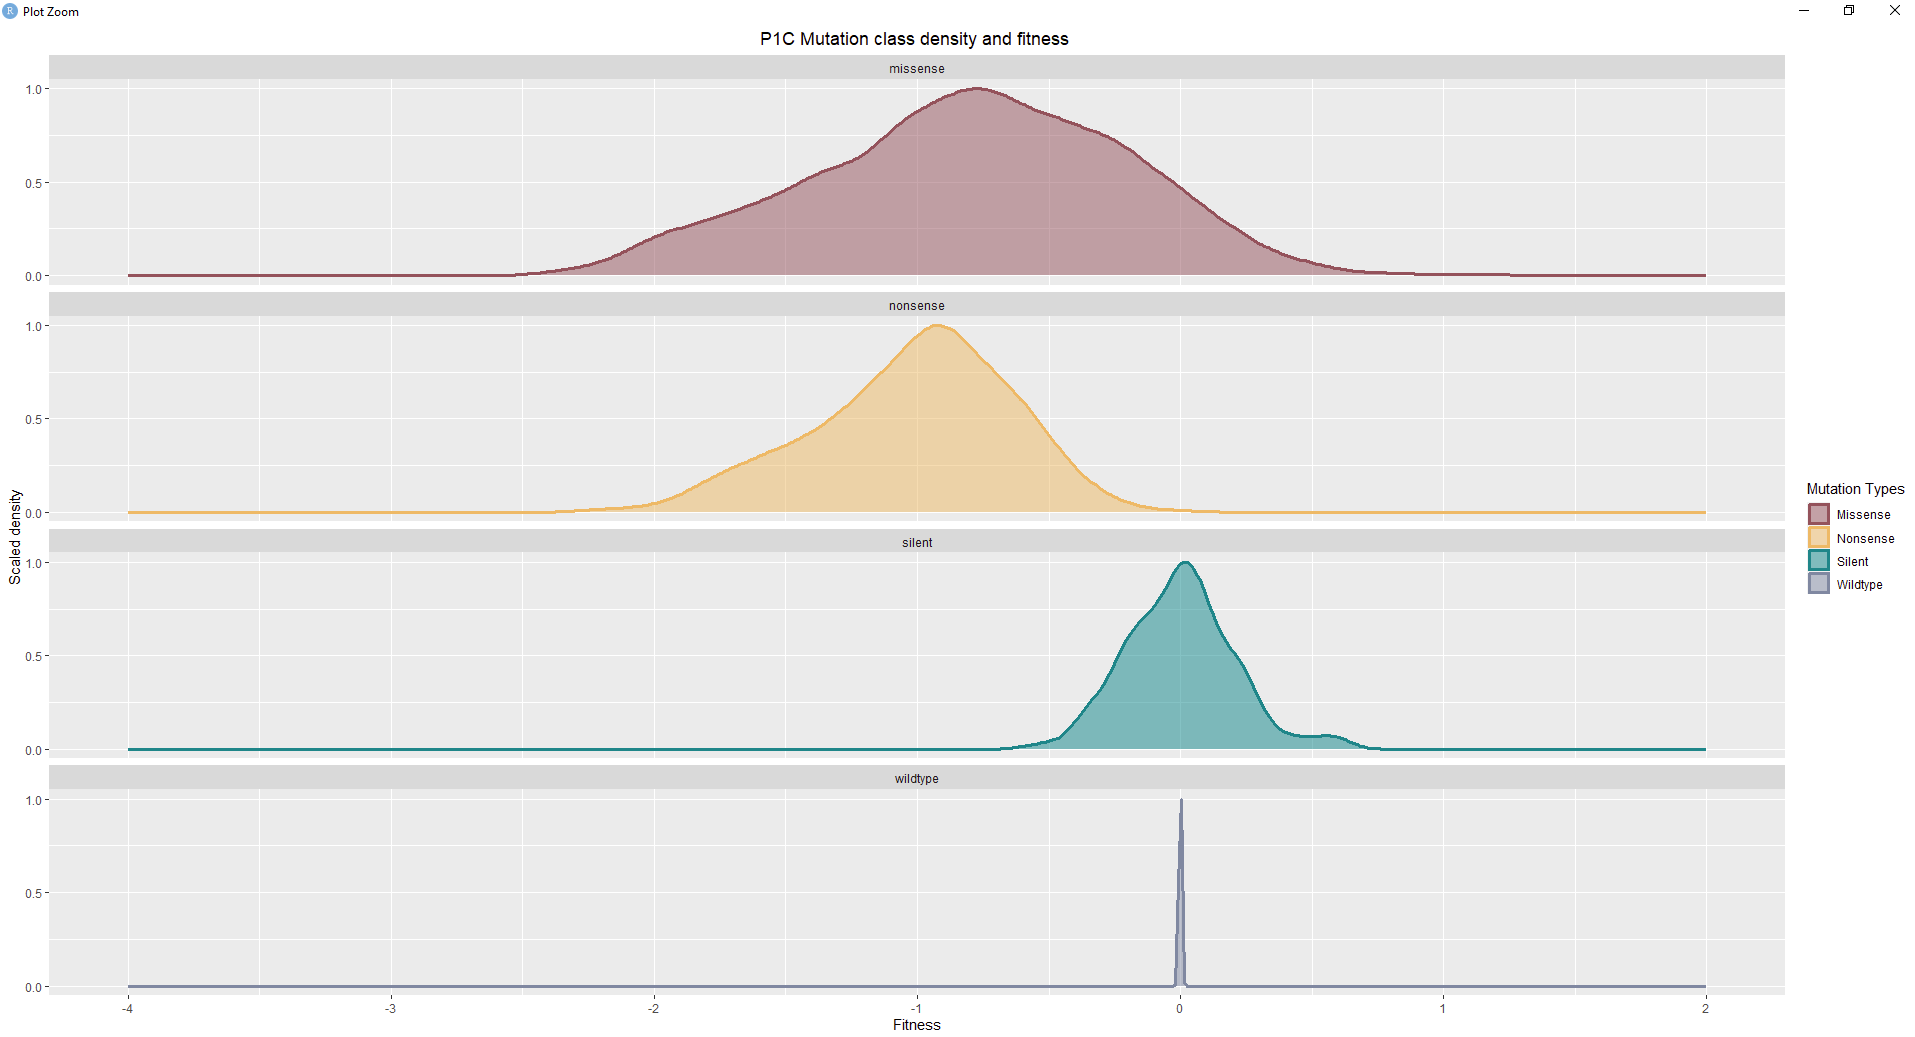 R Plot Zoom
P1C Mutation class density and fitness
missense
1.0
0.5
0.0
nonsense
1.0
0.5
0.0
silent
1.0
0.5
0.0
wildtype
1.0
0.5
0.0
-4 -3 -2 -1 0 1 2
Fitness
Scaled density
Mutation Types
Missense
Nonsense
Silent
Wildtype